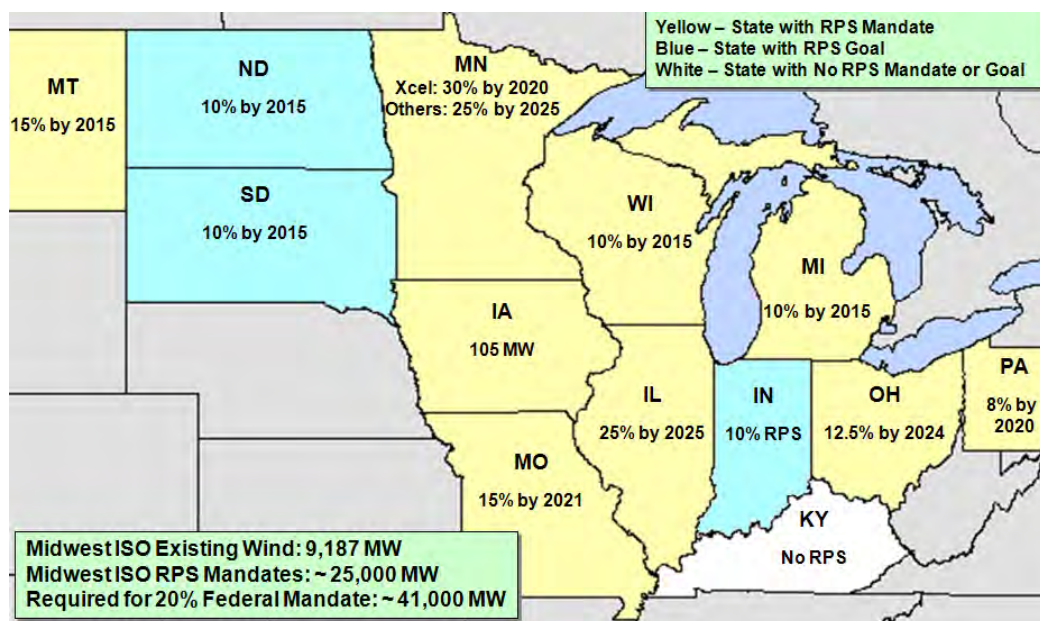 Yellow – State with RPS Mandate
Blue – State with RPS Goal
White – State with No RPS Mandate or Goal
MT
15% by 2015
ND
10% by 2015
MN
Xcel: 30% by 2020
Others: 25% by 2025
SD
10% by 2015
WI
10% by 2015
MI
10% by 2015
IA
105 MW
IL
25% by 2025
IN
10% RPS
OH
12.5% by 2024
PA
8% by
2020
MO
15% by 2021
KY
No RPS
Midwest ISO Existing Wind: 9,187 MW
Midwest ISO RPS Mandates: ~ 25,000 MW
Required for 20% Federal Mandate: ~ 41,000 MW